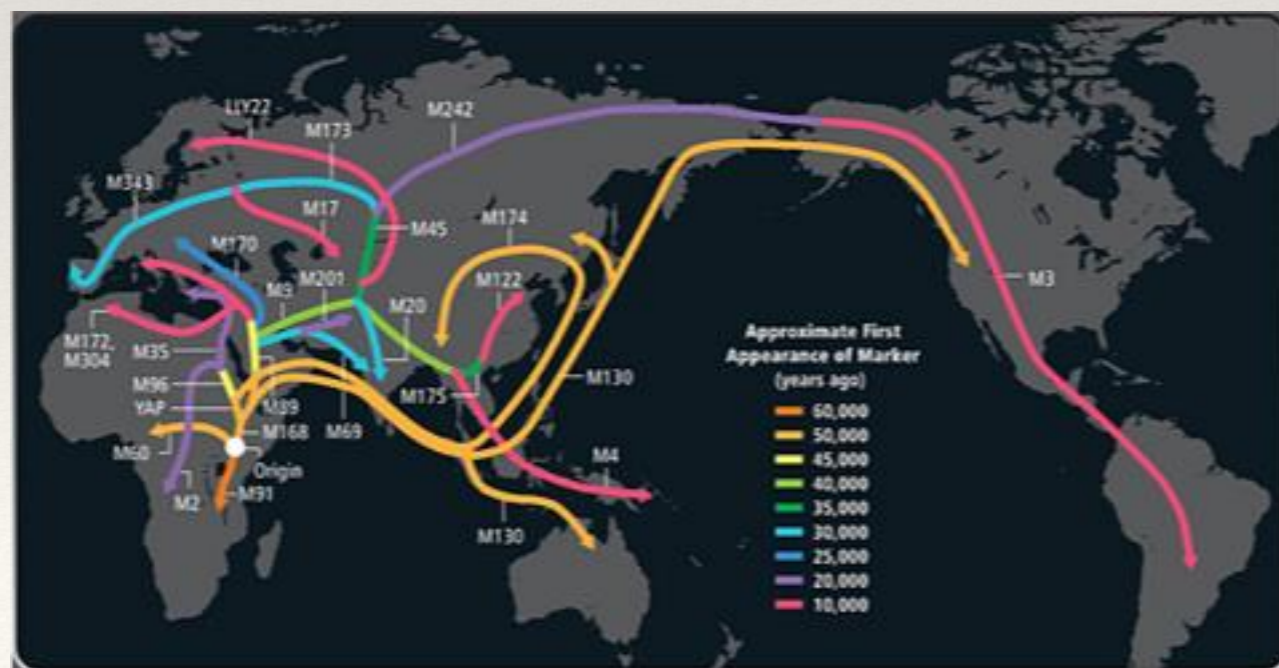 LLY22
M173
M242
M343
M17
M174
M45
M170
M201
M9
M122
M20
M3
M172,
M304
M35
M96
YAP
M89
M175
M130
M168
M69
M60
Origin
M4
M2
M91
M130
Approximate First
Appearance of Marker
(years ago)
60,000
50,000
45,000
40,000
35,000
30,000
25,000
20,000
10,000